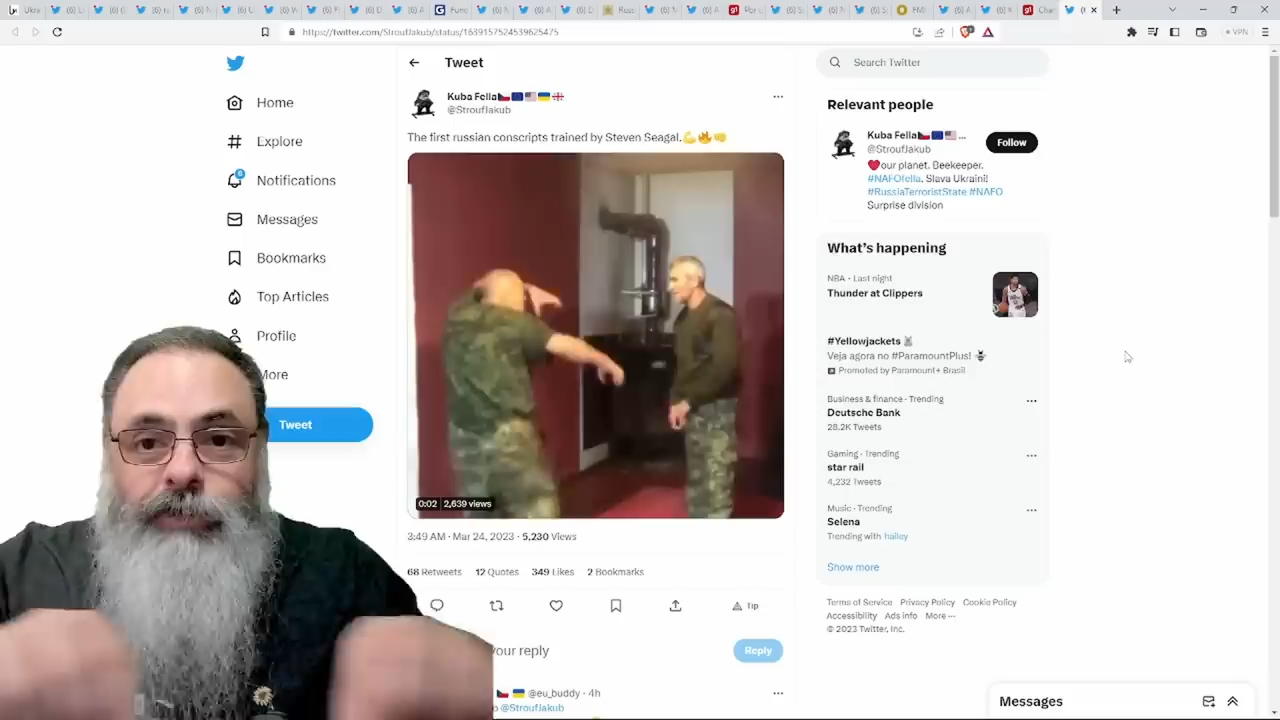 https://twitter.com/StroufJakub/status/1639157524539625475
VPN
Home
Explore
6
Notifications
Messages
Bookmarks
Top Articles
Profile
More
Tweet
Tweet
Kuba Fella
@StroufJakub
The first russian conscripts trained by Steven Seagal.
0:02 2,639 views
3:49 AM · Mar 24, 2023 · 5,230 Views
68 Retweets 12 Quotes 349 Likes 2 Bookmarks
Tip
your reply
Reply
@eu_buddy · 4h
@StroufJakub
Search Twitter
Relevant people
Kuba Fella ...
@StroufJakub
Follow
our planet. Beekeeper.
#NAFOfella. Slava Ukraini!
#RussiaTerroristState #NAFO
Surprise division
What's happening
NBA · Last night
Thunder at Clippers
#Yellowjackets
Veja agora no #ParamountPlus!
Promoted by Paramount+ Brasil
Business & finance · Trending
Deutsche Bank
28.2K Tweets
Gaming · Trending
star rail
4,232 Tweets
Music · Trending
Selena
Trending with hailey
Show more
Terms of Service Privacy Policy Cookie Policy
Accessibility Ads info More ...
© 2023 Twitter, Inc.
Messages